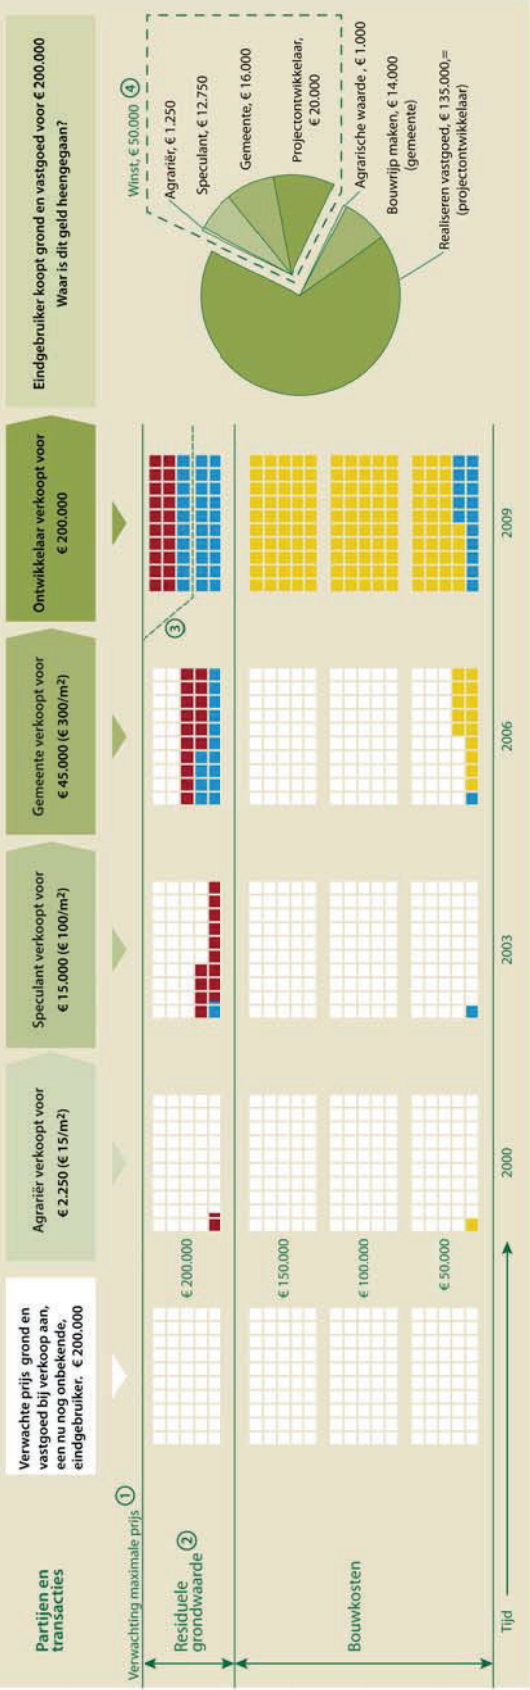 Partijen en
transacties
Verwachte prijs grond en
vastgoed bij verkoop aan,
een nu nog onbekende,
eindgebruiker. € 200.000
Agrariër verkoopt voor
€ 2.250 (€ 15/m²)
Speculant verkoopt voor
€ 15.000 (€ 100/m²)
Gemeente verkoopt voor
€ 45.000 (€ 300/m²)
Ontwikkelaar verkoopt voor
€ 200.000
Eindgebruiker koopt grond en vastgoed voor € 200.000
Waar is dit geld heengegaan?
Verwachting maximale prijs 1
Residuele
grondwaarde 2
Bouwkosten
€ 200.000
€ 150.000
€ 100.000
€ 50.000
3
Winst, € 50.000 4
Agrariër, € 1.250
Speculant, € 12.750
Gemeente, € 16.000
Projectontwikkelaar,
€ 20.000
Agrarische waarde , € 1.000
Bouwrijp maken, € 14.000
(gemeente)
Realiseren vastgoed, € 135.000,=
(projectontwikkelaar)
Tijd
2000
2003
2006
2009